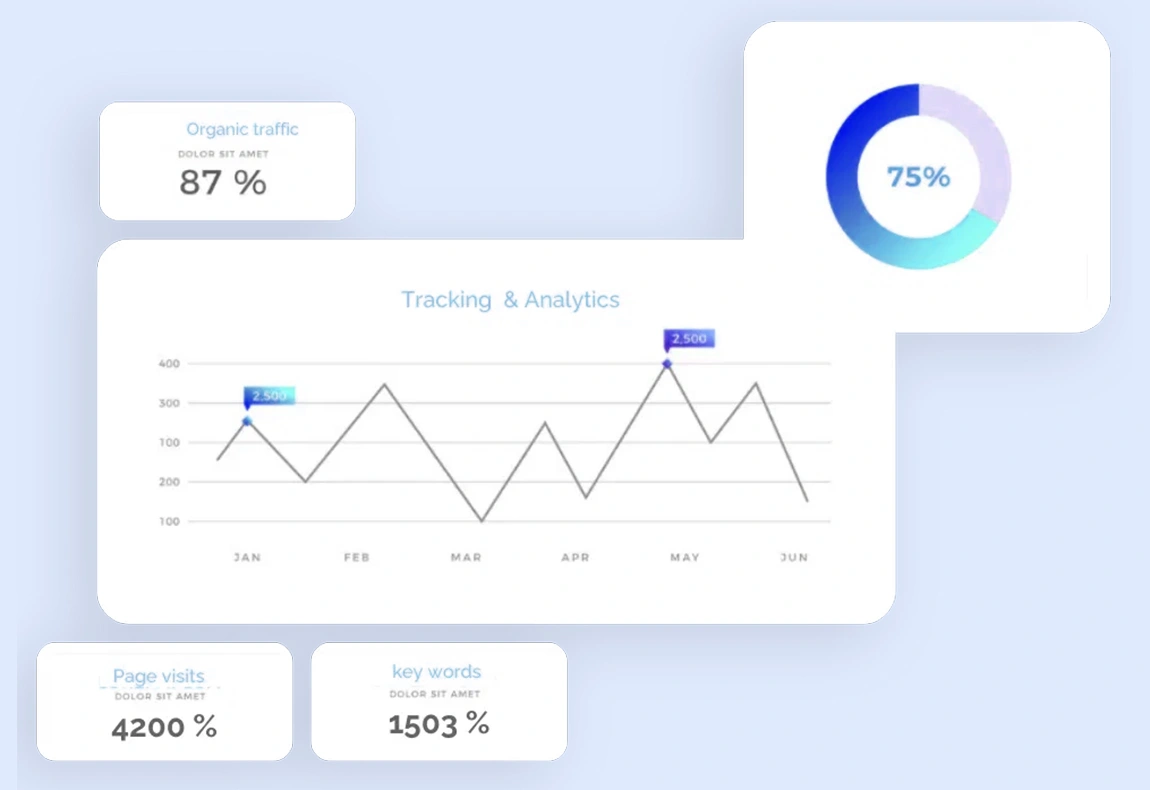 Organic traffic
DOLOR SIT AMET
87 %
75%
Tracking & Analytics
2,500
2,500
400
300
100
200
100
JAN FEB MAR APR MAY JUN
Page visits
DOLOR SIT AMET
4200 %
key words
DOLOR SIT AMET
1503 %